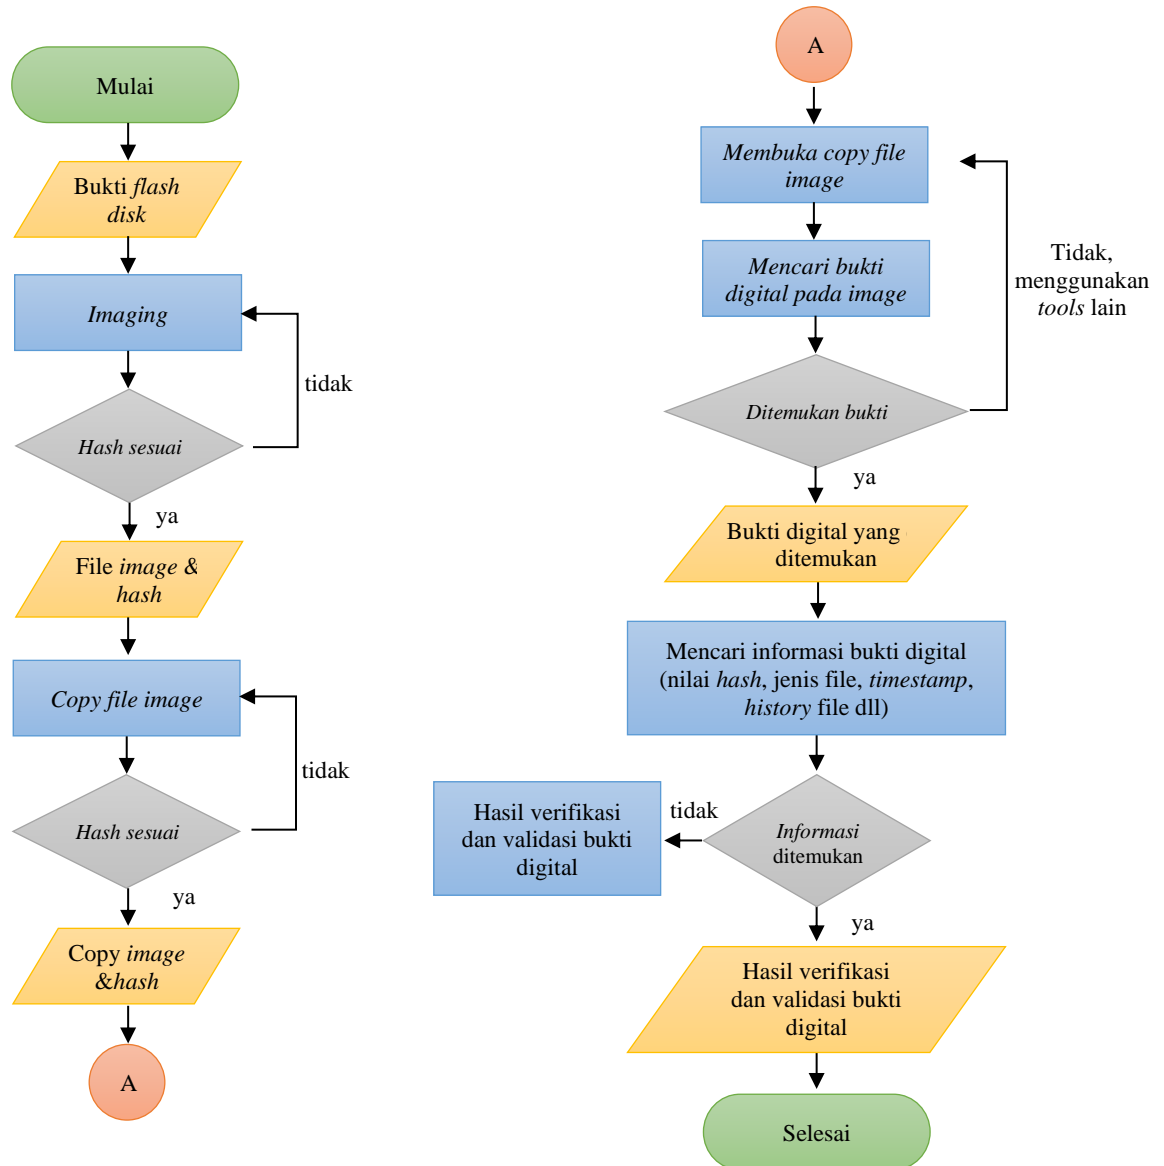 Mulai
Bukti flash
disk
Imaging
tidak
Hash sesuai
ya
File image &
hash
Copy file image
tidak
Hash sesuai
ya
Copy image
&hash
A
A
Membuka copy file
image
Mencari bukti
digital pada image
Tidak,
menggunakan
tools lain
Ditemukan bukti
ya
Bukti digital yang
ditemukan
Mencari informasi bukti digital
(nilai hash, jenis file, timestamp,
history file dll)
Informasi
ditemukan
tidak
Hasil verifikasi
dan validasi bukti
digital
ya
Hasil verifikasi
dan validasi bukti
digital
Selesai